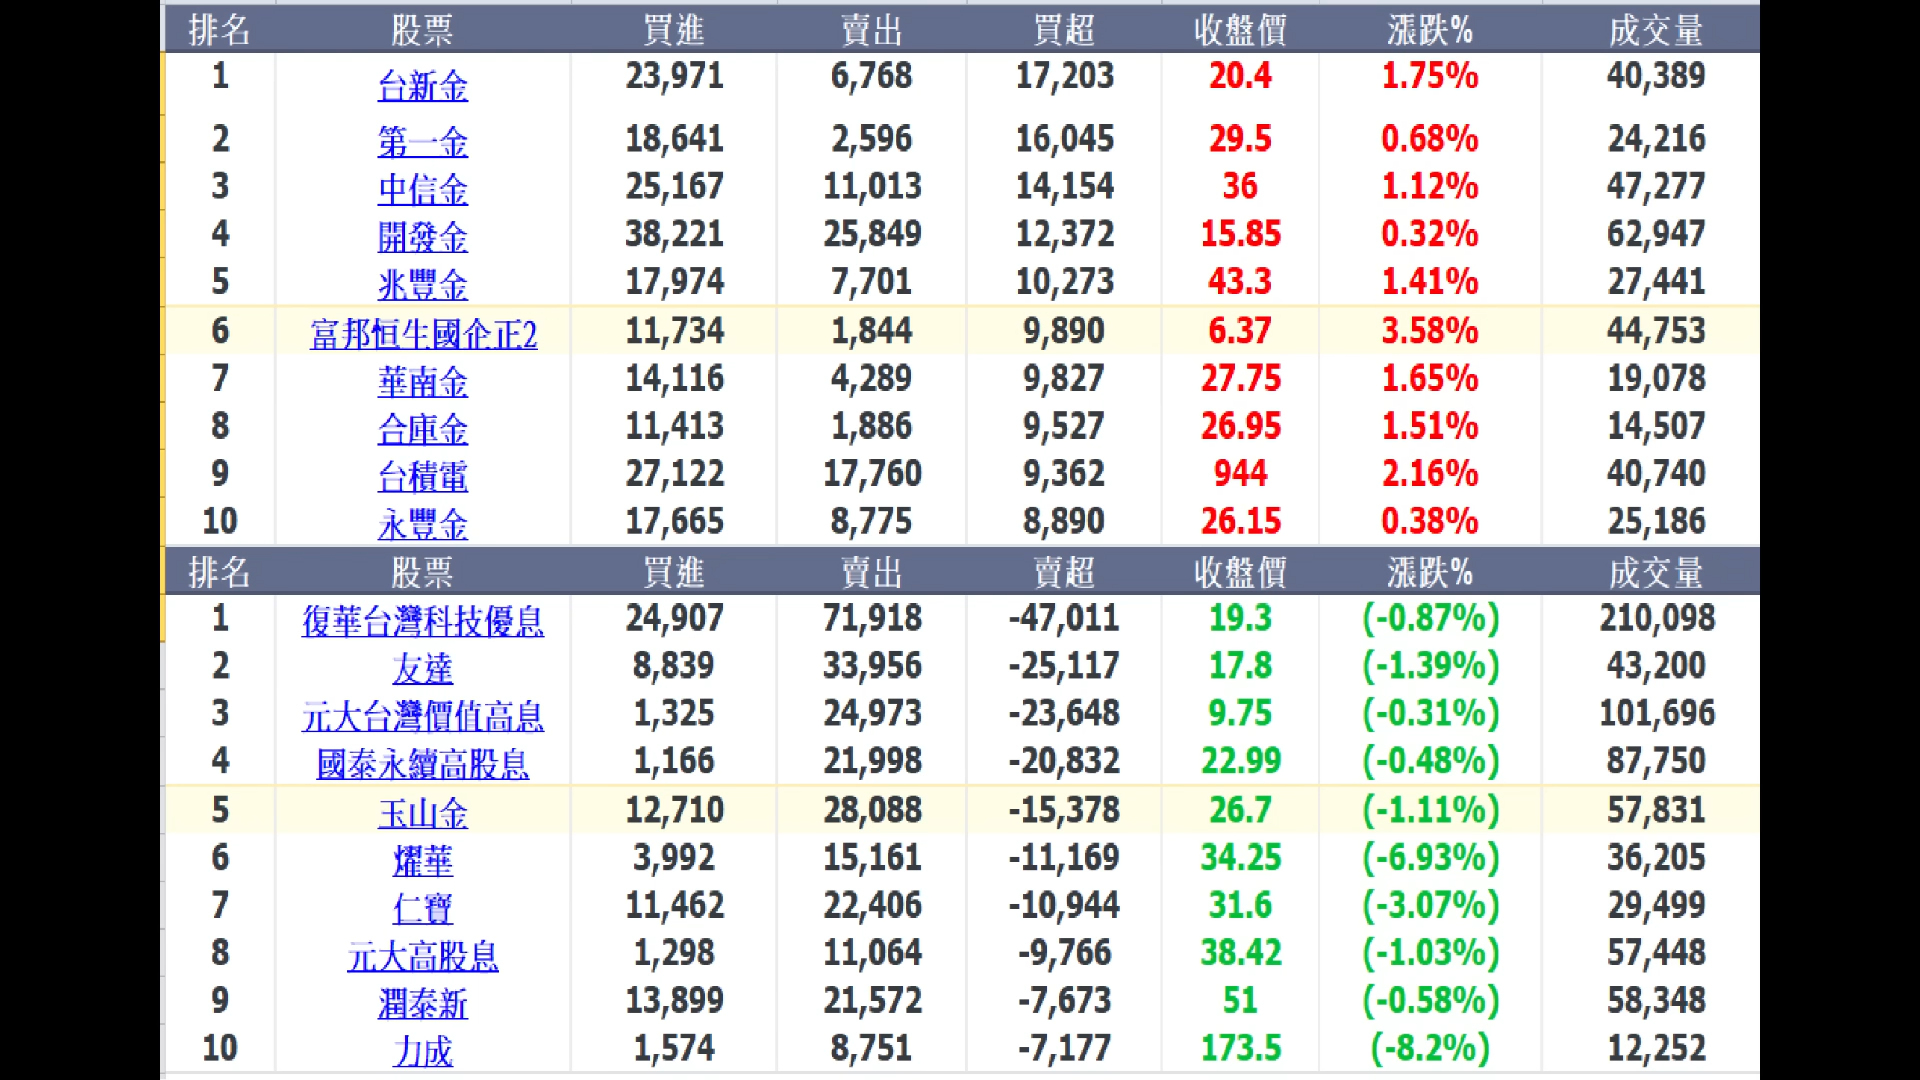 排名 股票 買進 賣出 買超 收盤價 漲跌% 成交量
1 台新金 23,971 6,768 17,203 20.4 1.75% 40,389
2 第一金 18,641 2,596 16,045 29.5 0.68% 24,216
3 中信金 25,167 11,013 14,154 36 1.12% 47,277
4 開發金 38,221 25,849 12,372 15.85 0.32% 62,947
5 兆豐金 17,974 7,701 10,273 43.3 1.41% 27,441
6 富邦恒生國企正2 11,734 1,844 9,890 6.37 3.58% 44,753
7 華南金 14,116 4,289 9,827 27.75 1.65% 19,078
8 合庫金 11,413 1,886 9,527 26.95 1.51% 14,507
9 台積電 27,122 17,760 9,362 944 2.16% 40,740
10 永豐金 17,665 8,775 8,890 26.15 0.38% 25,186
排名 股票 買進 賣出 賣超 收盤價 漲跌% 成交量
1 復華台灣科技優息 24,907 71,918 -47,011 19.3 (-0.87%) 210,098
2 友達 8,839 33,956 -25,117 17.8 (-1.39%) 43,200
3 元大台灣價值高息 1,325 24,973 -23,648 9.75 (-0.31%) 101,696
4 國泰永續高股息 1,166 21,998 -20,832 22.99 (-0.48%) 87,750
5 玉山金 12,710 28,088 -15,378 26.7 (-1.11%) 57,831
6 燿華 3,992 15,161 -11,169 34.25 (-6.93%) 36,205
7 仁寶 11,462 22,406 -10,944 31.6 (-3.07%) 29,499
8 元大高股息 1,298 11,064 -9,766 38.42 (-1.03%) 57,448
9 潤泰新 13,899 21,572 -7,673 51 (-0.58%) 58,348
10 力成 1,574 8,751 -7,177 173.5 (-8.2%) 12,252